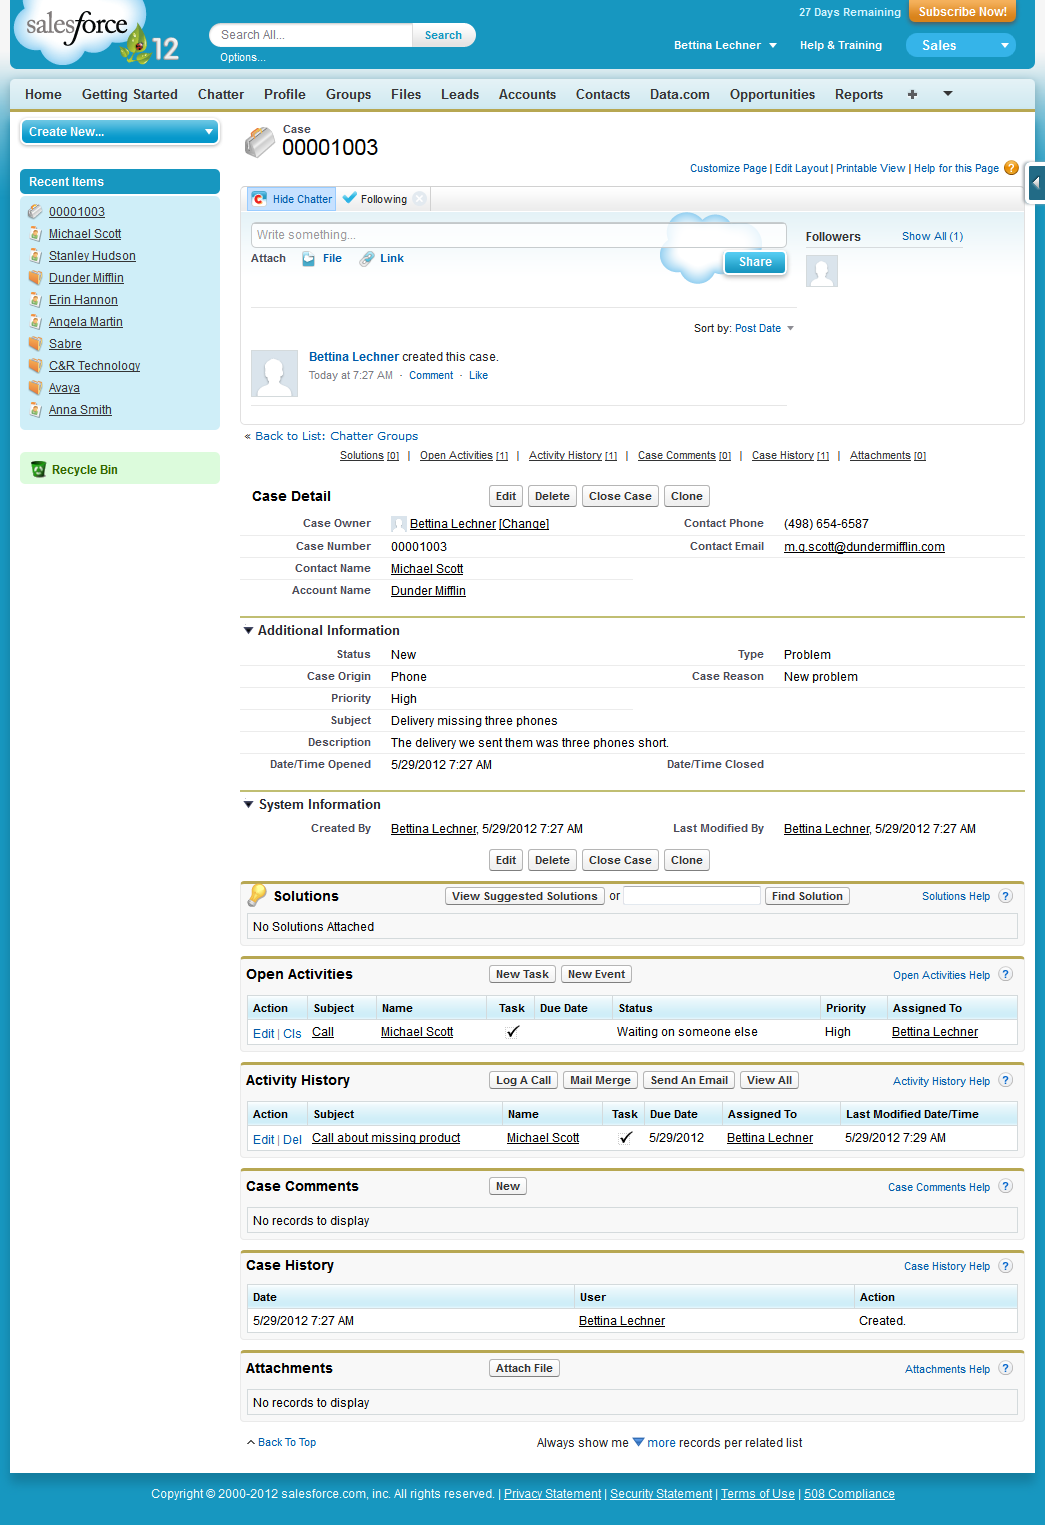 27 Days Remaining Subscribe Now!
salesforce 12
Search All... Search
Options...
Bettina Lechner Help & Training Sales
Home Getting Started Chatter Profile Groups Files Leads Accounts Contacts Data.com Opportunities Reports +
Create New...
Recent Items
00001003
Michael Scott
Stanley Hudson
Dunder Mifflin
Erin Hannon
Angela Martin
Sabre
C&R Technology
Avaya
Anna Smith
Recycle Bin
Case
00001003
Customize Page | Edit Layout | Printable View | Help for this Page ?
Hide Chatter Following
Write something...
Attach File Link Share
Followers Show All (1)
Sort by: Post Date
Bettina Lechner created this case.
Today at 7:27 AM · Comment · Like
« Back to List: Chatter Groups
Solutions [0] | Open Activities [1] | Activity History [1] | Case Comments [0] | Case History [1] | Attachments [0]
Case Detail Edit Delete Close Case Clone
Case Owner Bettina Lechner [Change] Contact Phone (498) 654-6587
Case Number 00001003 Contact Email m.g.scott@dundermifflin.com
Contact Name Michael Scott
Account Name Dunder Mifflin
Additional Information
Status New Type Problem
Case Origin Phone Case Reason New problem
Priority High
Subject Delivery missing three phones
Description The delivery we sent them was three phones short.
Date/Time Opened 5/29/2012 7:27 AM Date/Time Closed
System Information
Created By Bettina Lechner, 5/29/2012 7:27 AM Last Modified By Bettina Lechner, 5/29/2012 7:27 AM
Edit Delete Close Case Clone
Solutions View Suggested Solutions or Find Solution Solutions Help ?
No Solutions Attached
Open Activities New Task New Event Open Activities Help ?
Action Subject Name Task Due Date Status Priority Assigned To
Edit | Cls Call Michael Scott Waiting on someone else High Bettina Lechner
Activity History Log A Call Mail Merge Send An Email View All Activity History Help ?
Action Subject Name Task Due Date Assigned To Last Modified Date/Time
Edit | Del Call about missing product Michael Scott 5/29/2012 Bettina Lechner 5/29/2012 7:29 AM
Case Comments New Case Comments Help ?
No records to display
Case History Case History Help ?
Date User Action
5/29/2012 7:27 AM Bettina Lechner Created.
Attachments Attach File Attachments Help ?
No records to display
Back To Top Always show me more records per related list
Copyright © 2000-2012 salesforce.com, inc. All rights reserved. | Privacy Statement | Security Statement | Terms of Use | 508 Compliance